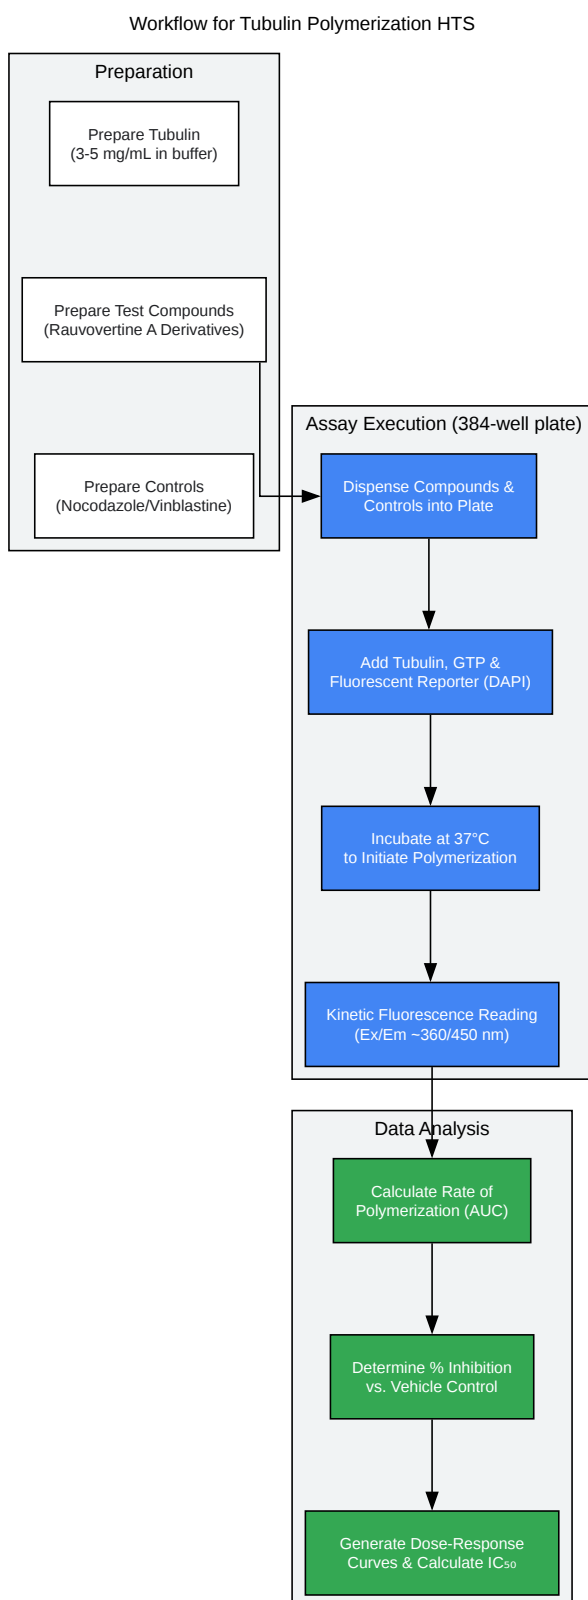 Workflow for Tubulin Polymerization HTS
Preparation
Prepare Tubulin
(3-5 mg/mL in buffer)
Prepare Test Compounds
(Rauvovertine A Derivatives)
Prepare Controls
(Nocodazole/Vinblastine)
Assay Execution (384-well plate)
Dispense Compounds &
Controls into Plate
Add Tubulin, GTP &
Fluorescent Reporter (DAPI)
Incubate at 37°C
to Initiate Polymerization
Kinetic Fluorescence Reading
(Ex/Em ~360/450 nm)
Data Analysis
Calculate Rate of
Polymerization (AUC)
Determine % Inhibition
vs. Vehicle Control
Generate Dose-Response
Curves & Calculate IC₅₀